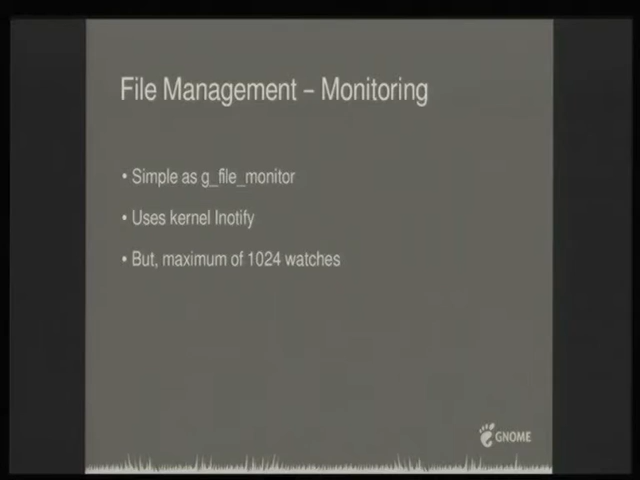 File Management – Monitoring
• Simple as g_file_monitor
• Uses kernel Inotify
• But, maximum of 1024 watches
GNOME